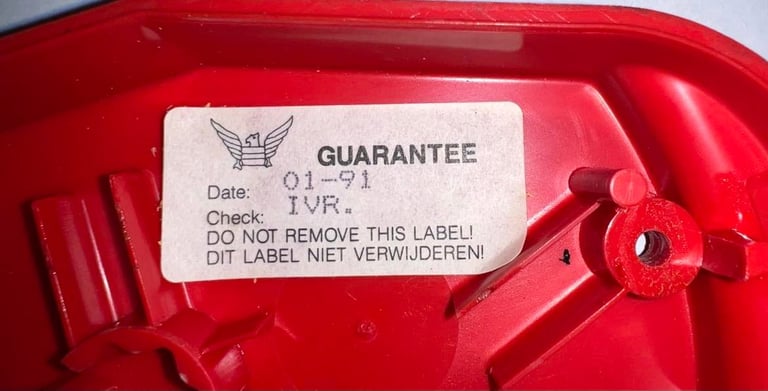 GUARANTEE
Date: 01-91
Check: IVR.
DO NOT REMOVE THIS LABEL!
DIT LABEL NIET VERWIJDEREN!